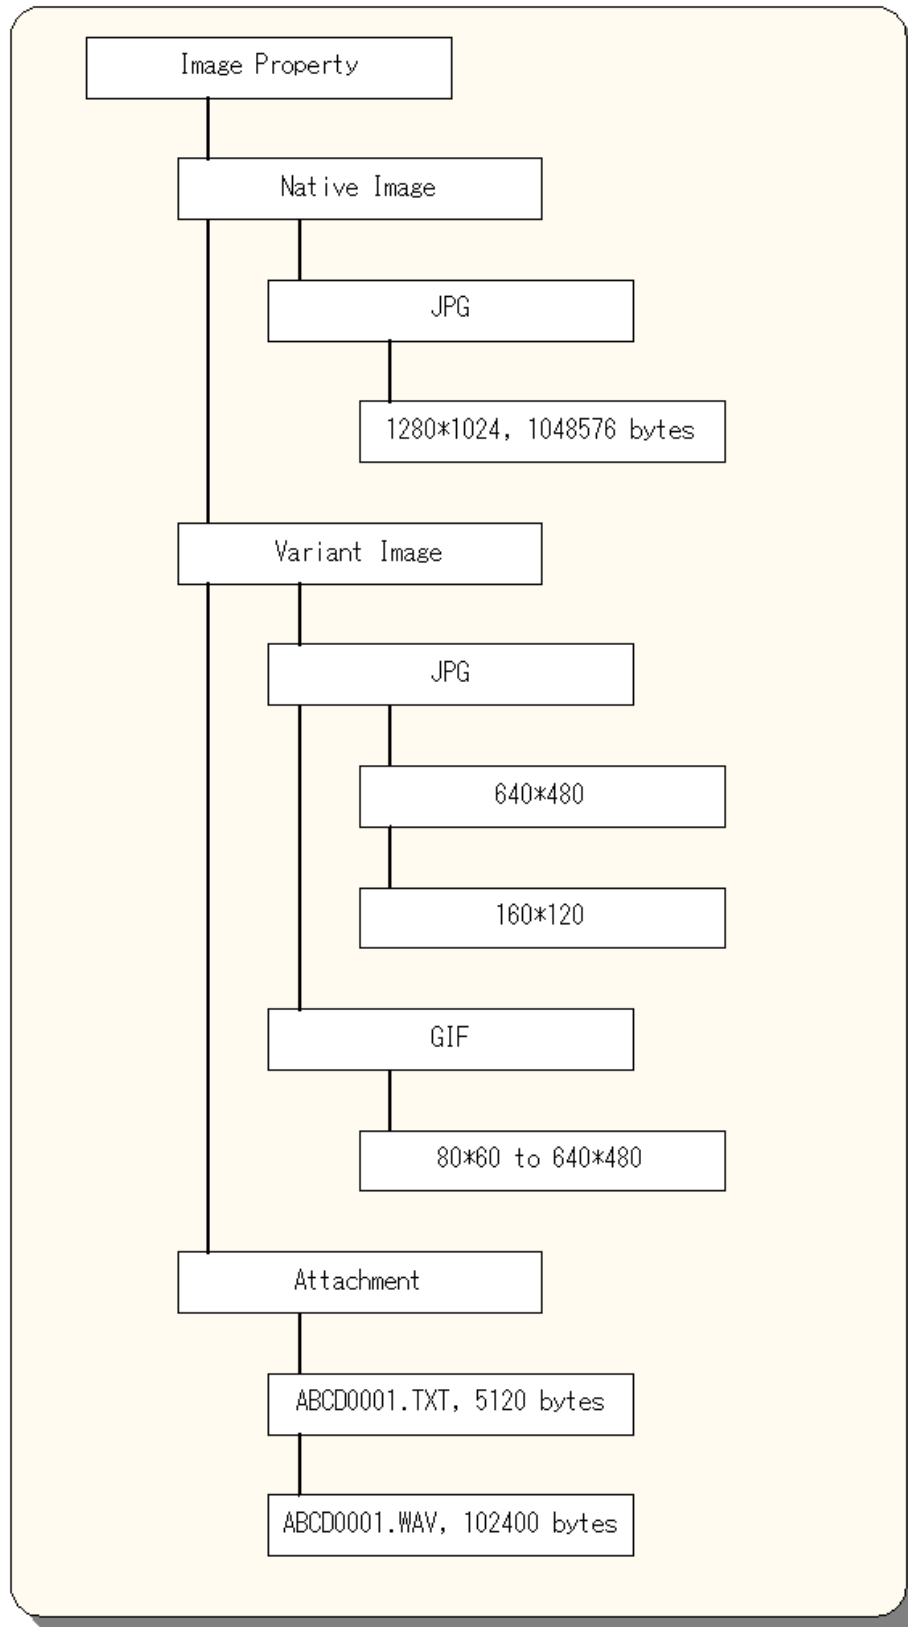 Image Property
Native Image
JPG
1280*1024, 1048576 bytes
Variant Image
JPG
640*480
160*120
GIF
80*60 to 640*480
Attachment
ABCD0001.TXT, 5120 bytes
ABCD0001.WAV, 102400 bytes